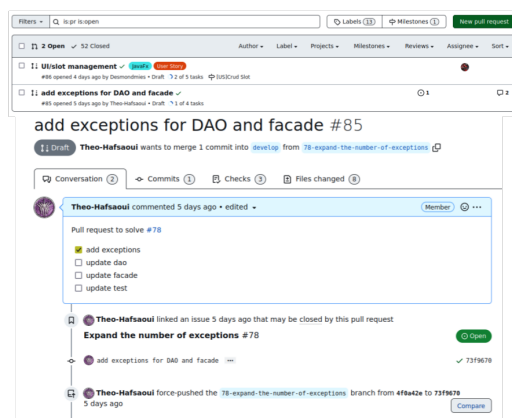 Filters is:pr is:open Labels 13 Milestones 1 New pull request
2 Open 52 Closed Author Label Projects Milestones Reviews Assignee Sort
UI/slot management JavaFx User Story
#86 opened 4 days ago by Desmondmies • Draft 2 of 5 tasks [US]Crud Slot
add exceptions for DAO and facade 1 2
#85 opened 5 days ago by Theo-Hafsaoui • Draft 1 of 4 tasks
add exceptions for DAO and facade #85
Draft Theo-Hafsaoui wants to merge 1 commit into develop from 78-expand-the-number-of-exceptions
Conversation 2 Commits 1 Checks 3 Files changed 8
Theo-Hafsaoui commented 5 days ago • edited Member
Pull request to solve #78
add exceptions
update dao
update facade
update test
Theo-Hafsaoui linked an issue 5 days ago that may be closed by this pull request
Expand the number of exceptions #78 Open
add exceptions for DAO and facade 73f9670
Theo-Hafsaoui force-pushed the 78-expand-the-number-of-exceptions branch from 4f0a42e to 73f9670
5 days ago Compare